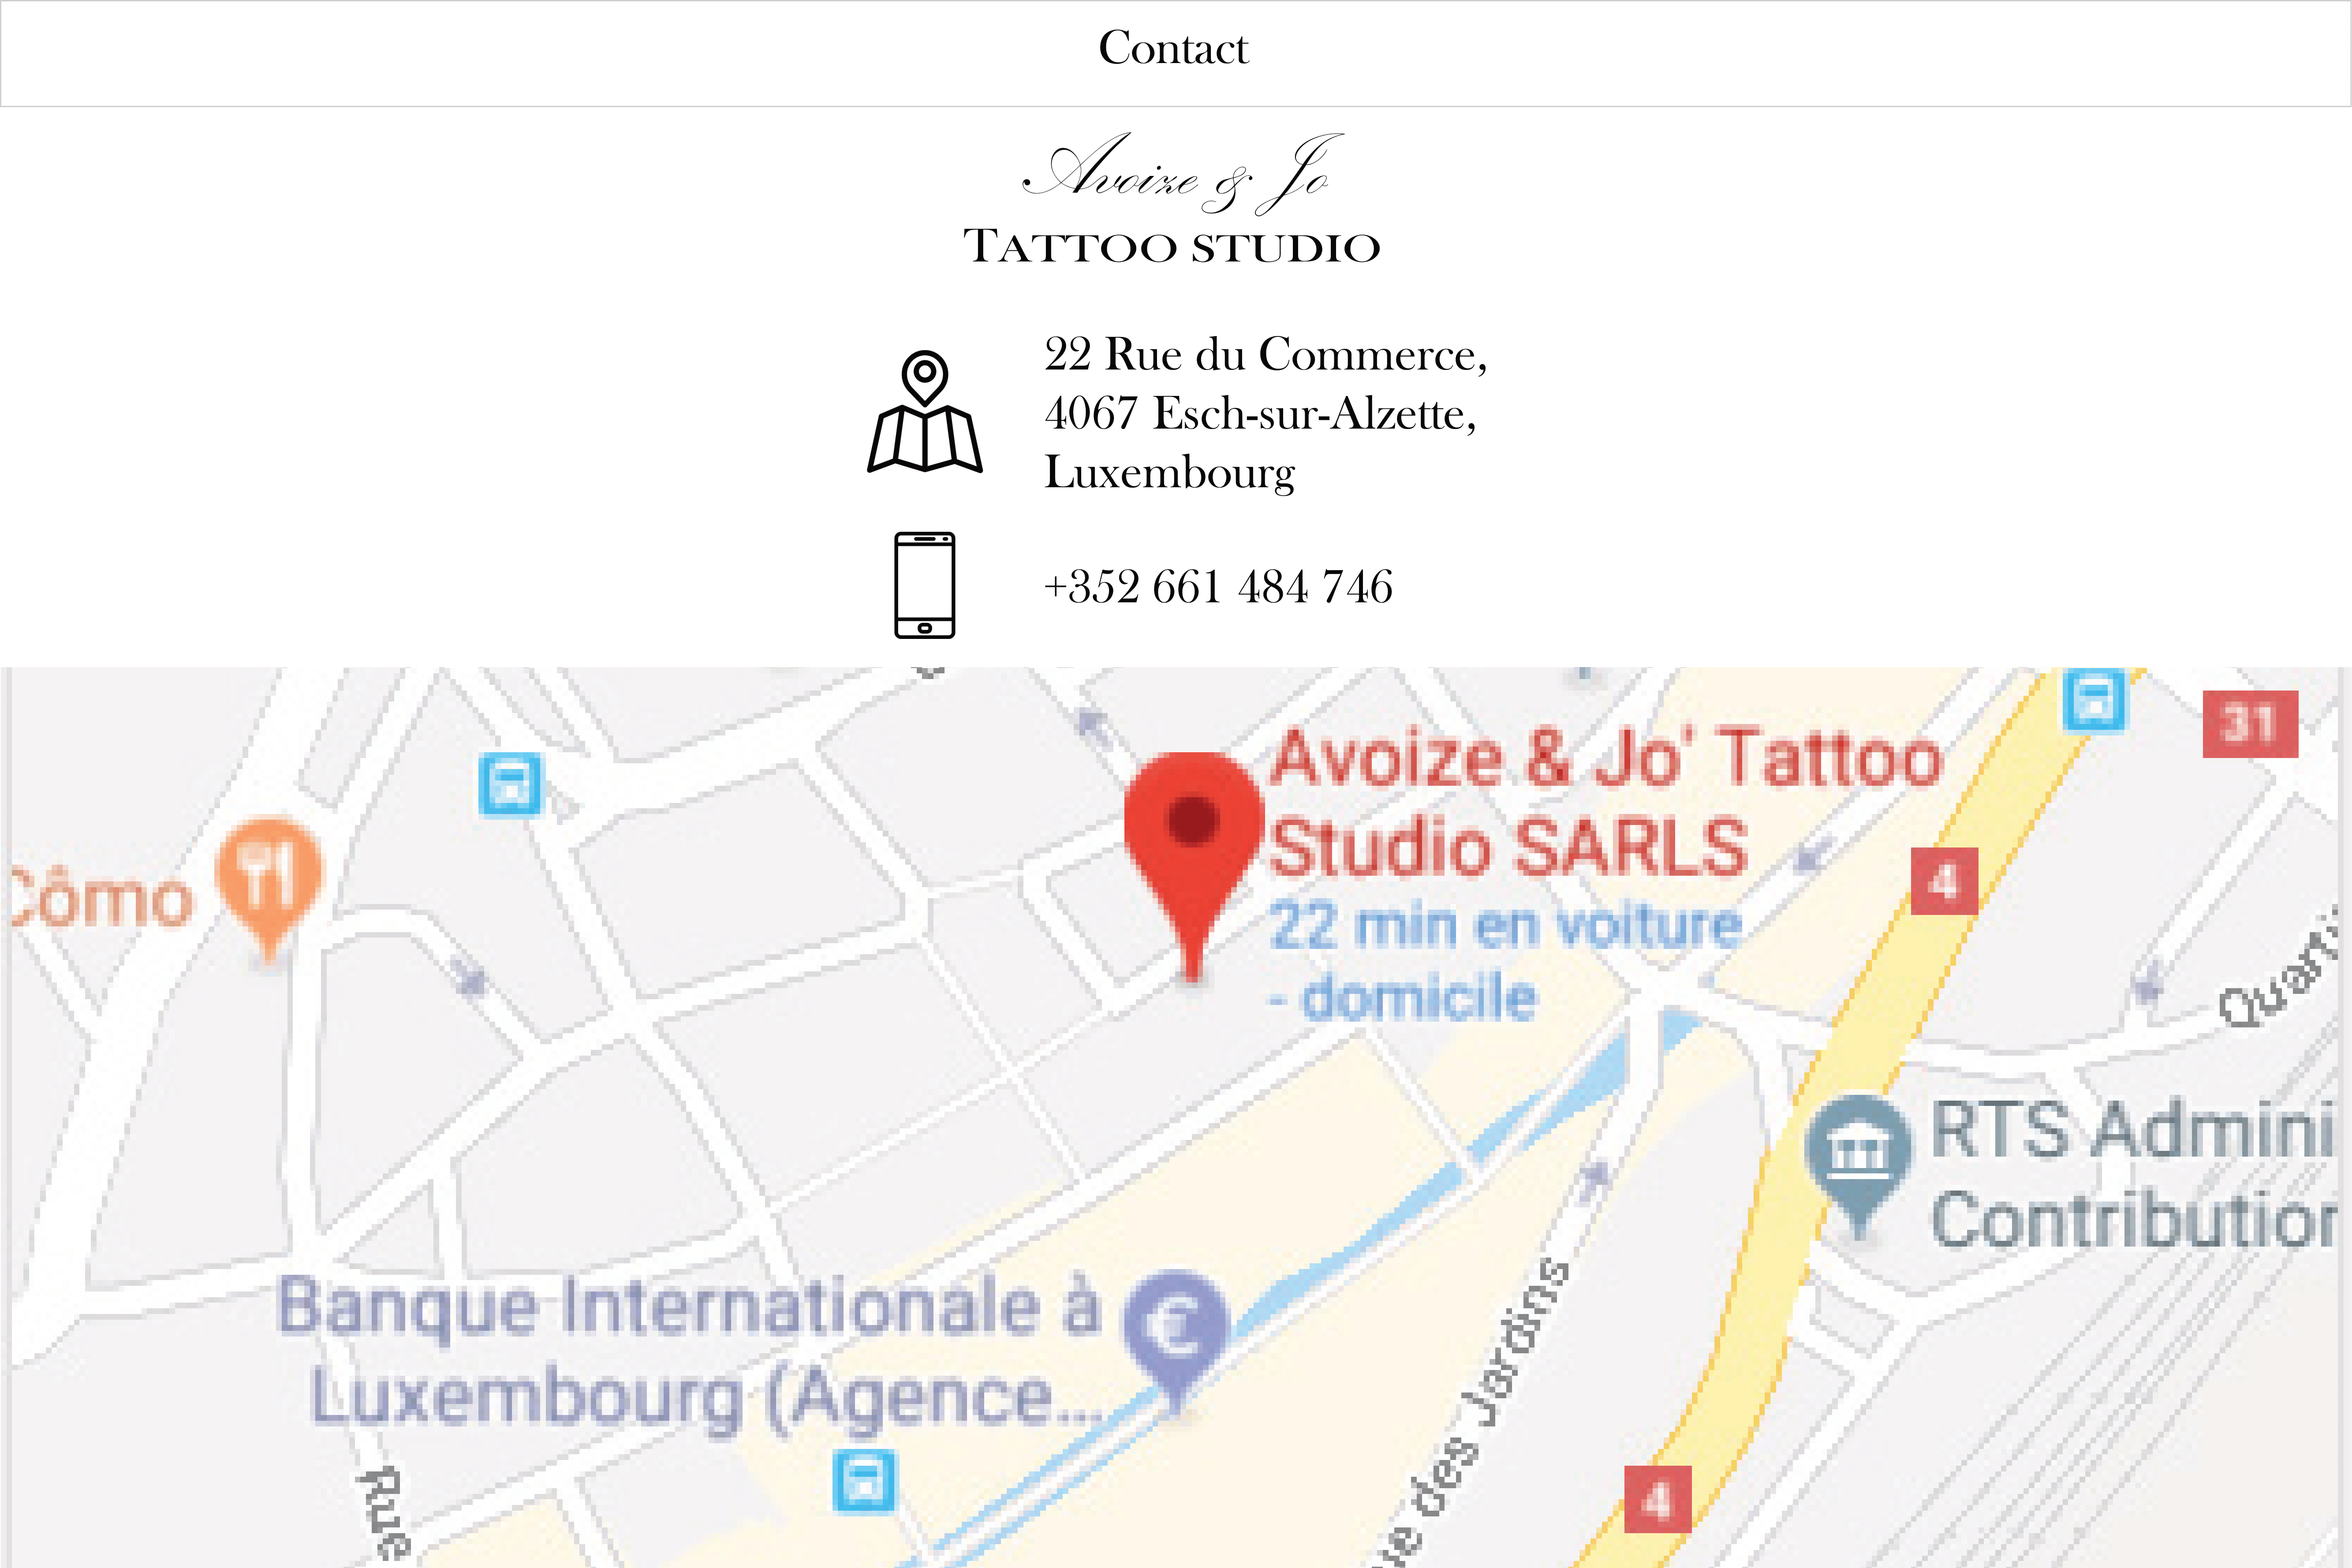 Contact
Avoize & Jo
TATTOO STUDIO
22 Rue du Commerce,
4067 Esch-sur-Alzette,
Luxembourg
+352 661 484 746
31
Avoize & Jo' Tattoo
Studio SARLS
4
Cômo
22 min en voiture
- domicile
Quarti
RTS Admini
Contribution
Banque Internationale à
Luxembourg (Agence...
ue des Jardins
Rue
4